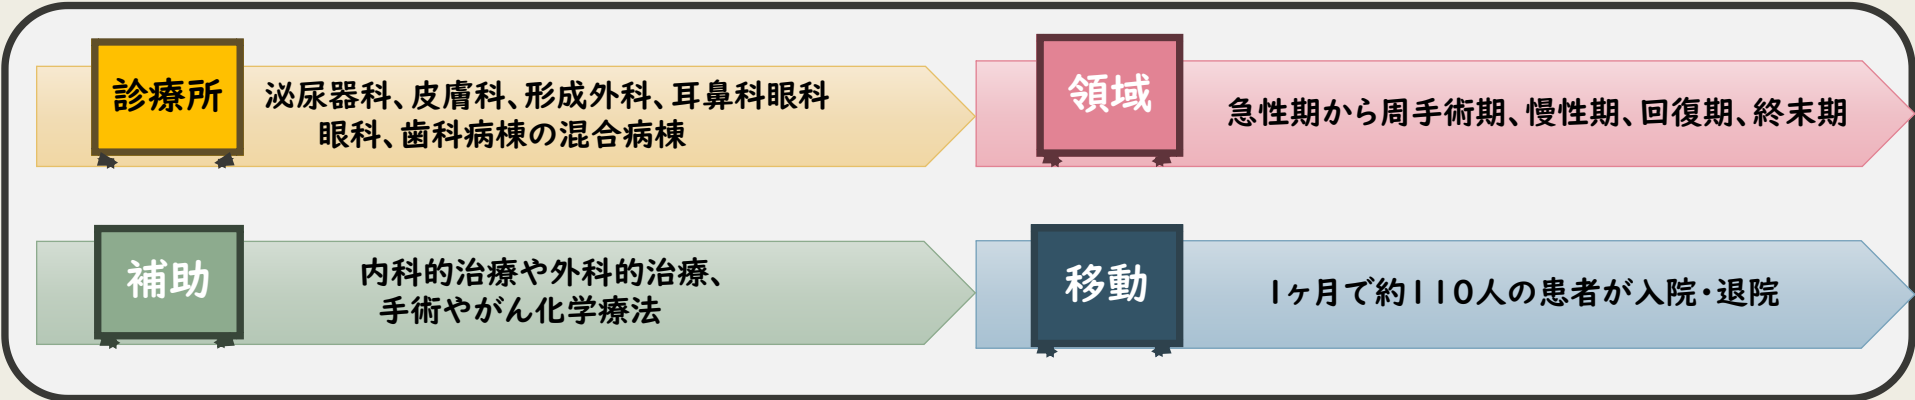 診療所
泌尿器科、皮膚科、形成外科、耳鼻科眼科
眼科、歯科病棟の混合病棟
領域
急性期から周手術期、慢性期、回復期、終末期
補助
内科的治療や外科的治療、
手術やがん化学療法
移動
1ヶ月で約110人の患者が入院・退院